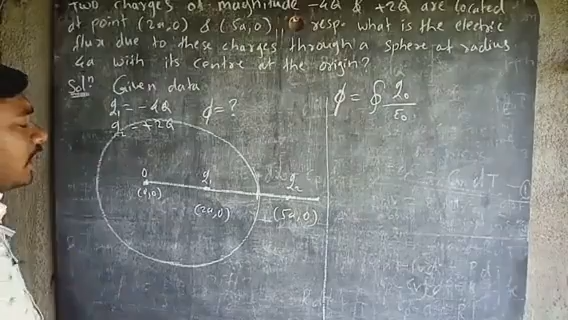 Two charges of magnitude -4Q & +2Q are located
at point (2a,0) & (5a,0) resp. what is the electric
flux due to these charges through a sphere at radius
4a with its centre at the origin?
Solⁿ Given data
q₁ = -4Q φ = ?
q₂ = +2Q
φ = ∮ q₀/ε₀
0 q₁ q₂
(0,0) (2a,0) (5a,0)